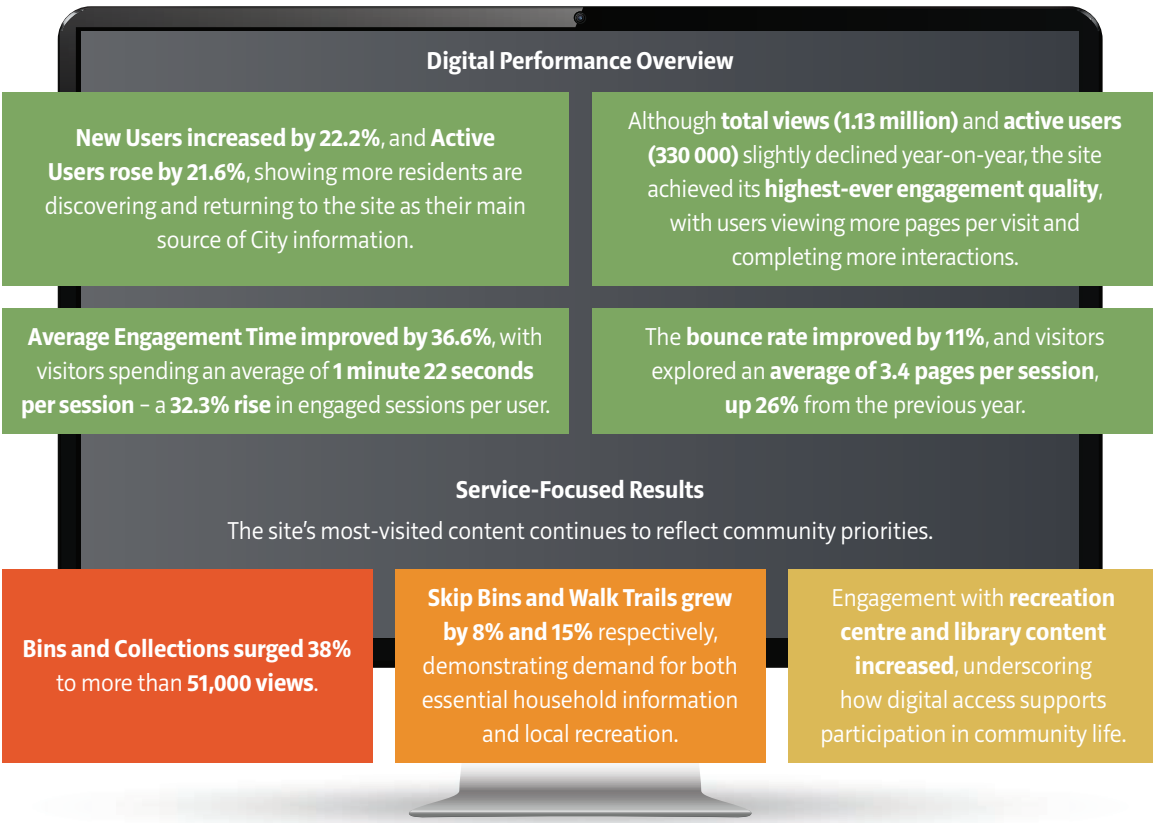 Digital Performance Overview
New Users increased by 22.2%, and Active
Users rose by 21.6%, showing more residents are
discovering and returning to the site as their main
source of City information.
Although total views (1.13 million) and active users
(330 000) slightly declined year-on-year, the site
achieved its highest-ever engagement quality,
with users viewing more pages per visit and
completing more interactions.
Average Engagement Time improved by 36.6%, with
visitors spending an average of 1 minute 22 seconds
per session – a 32.3% rise in engaged sessions per user.
The bounce rate improved by 11%, and visitors
explored an average of 3.4 pages per session,
up 26% from the previous year.
Service-Focused Results
The site's most-visited content continues to reflect community priorities.
Bins and Collections surged 38%
to more than 51,000 views.
Skip Bins and Walk Trails grew
by 8% and 15% respectively,
demonstrating demand for both
essential household information
and local recreation.
Engagement with recreation
centre and library content
increased, underscoring
how digital access supports
participation in community life.